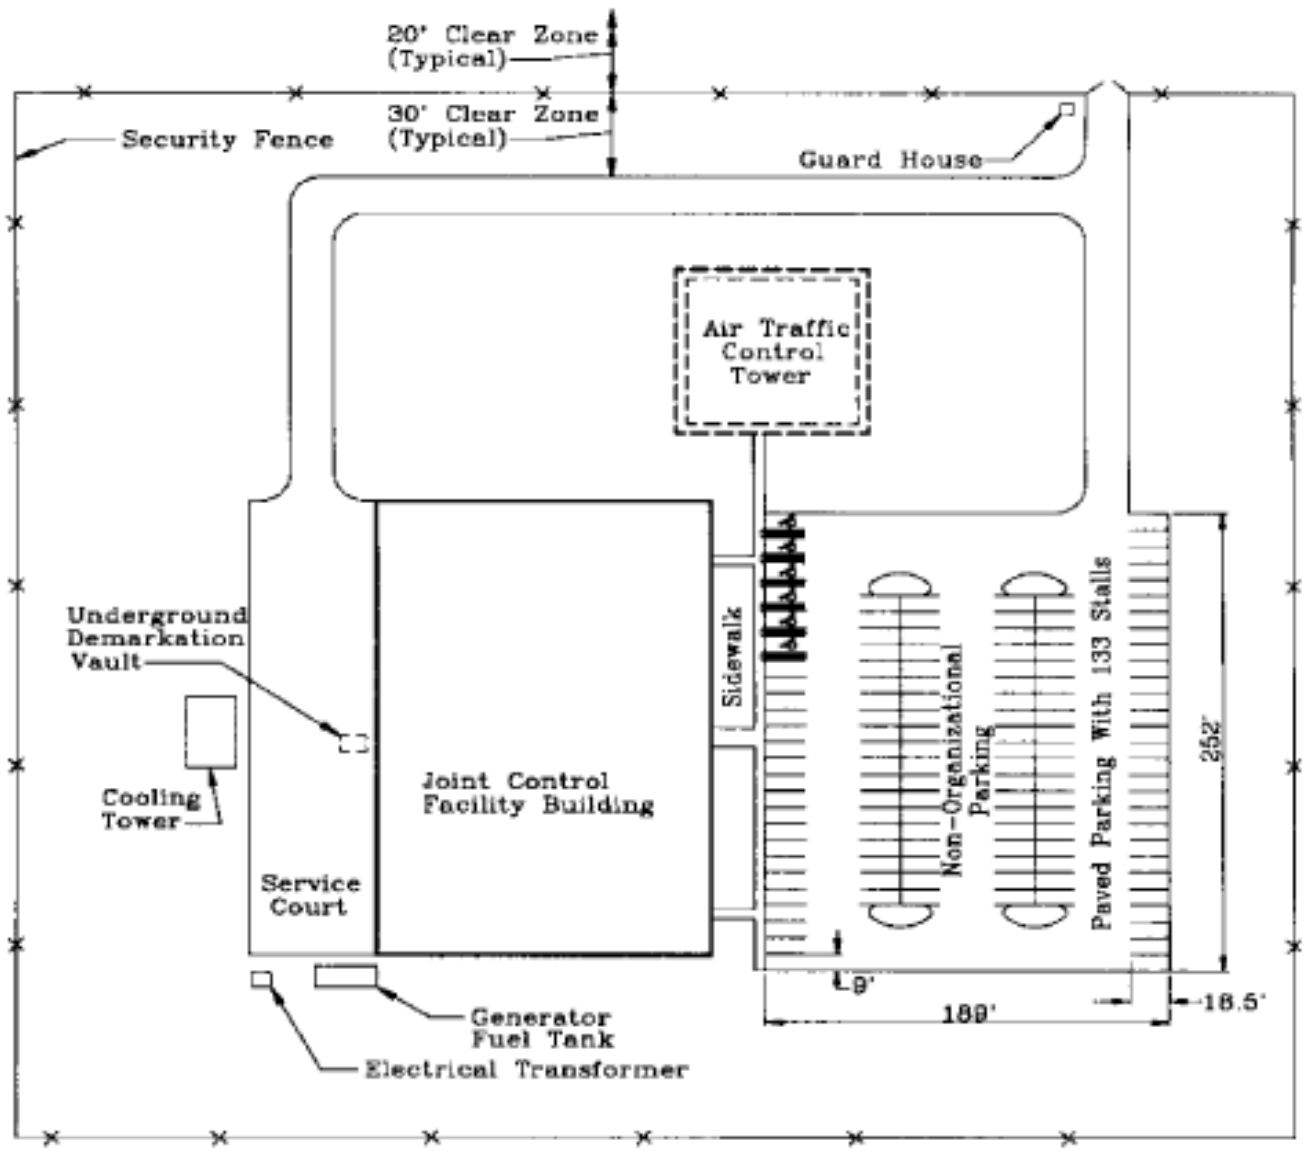 20' Clear Zone
(Typical)
30' Clear Zone
(Typical)
Security Fence
Guard House
Air Traffic
Control
Tower
Underground
Demarkation
Vault
Sidewalk
Non-Organizational
Parking
Paved Parking With 133 Stalls
252'
Joint Control
Facility Building
Cooling
Tower
Service
Court
9'
18.5'
189'
Generator
Fuel Tank
Electrical Transformer